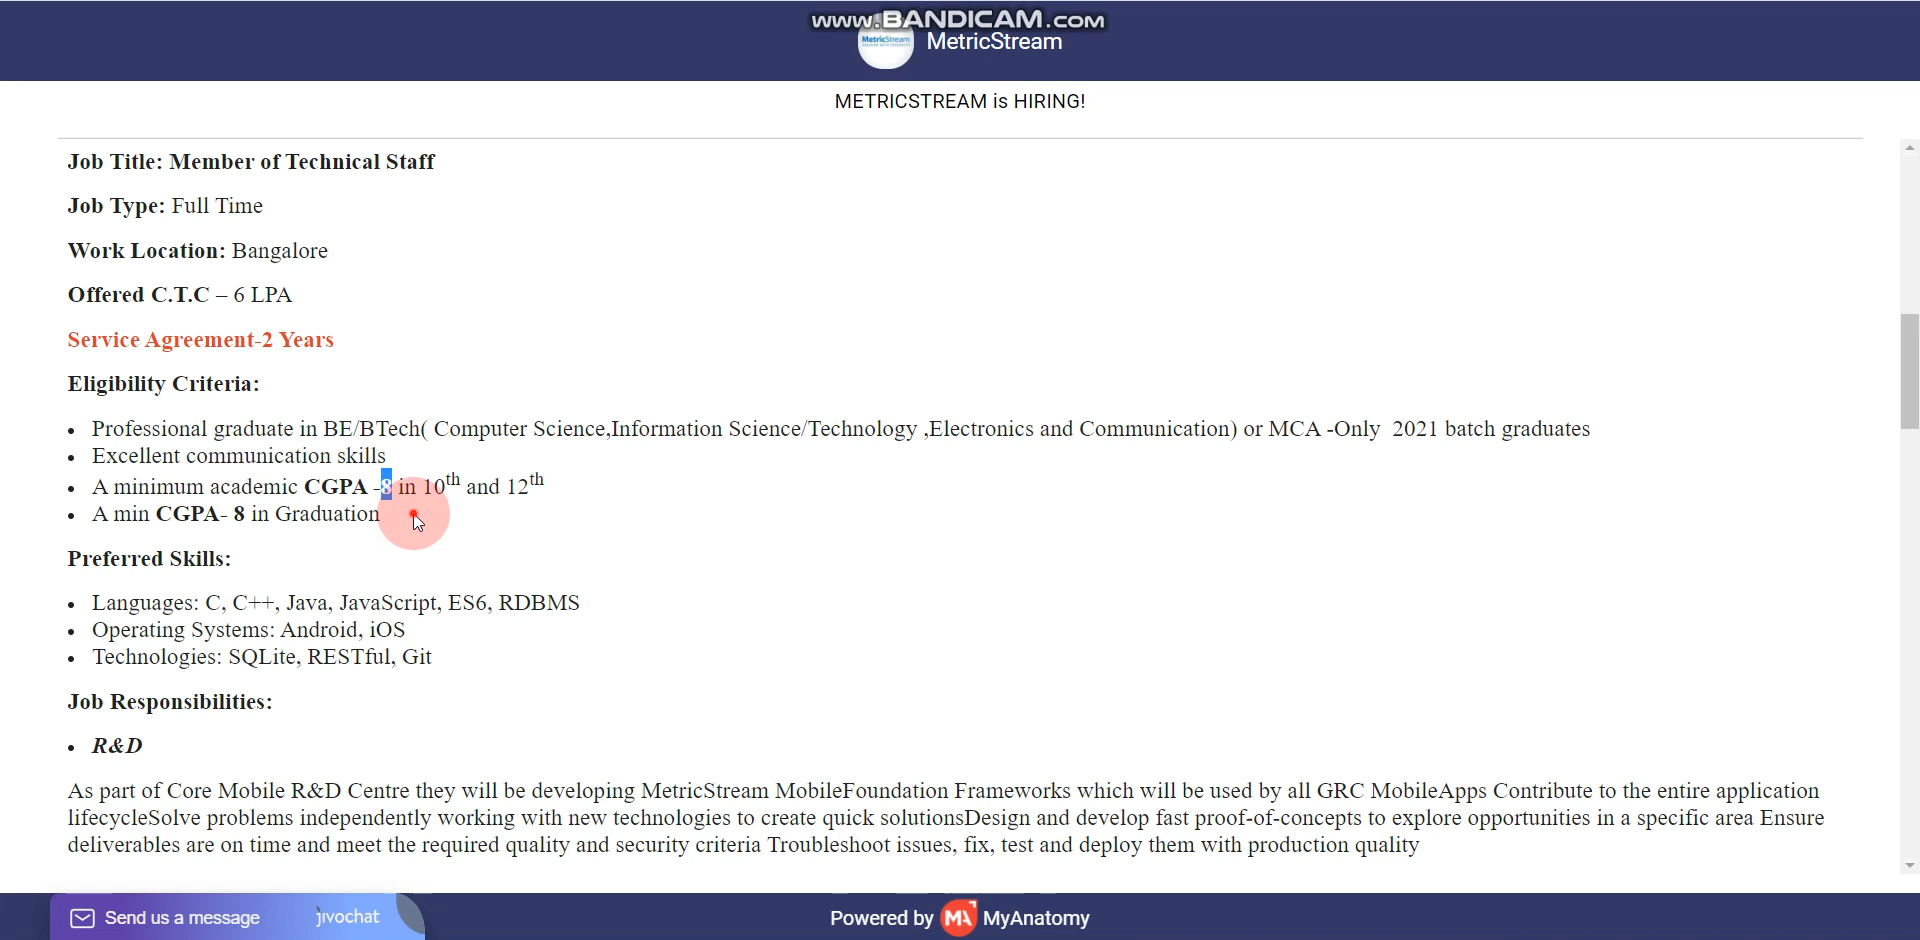 www.BANDICAM.com
MetricStream
MetricStream
METRICSTREAM is HIRING!
Job Title: Member of Technical Staff
Job Type: Full Time
Work Location: Bangalore
Offered C.T.C – 6 LPA
Service Agreement-2 Years
Eligibility Criteria:
• Professional graduate in BE/BTech( Computer Science,Information Science/Technology ,Electronics and Communication) or MCA -Only 2021 batch graduates
• Excellent communication skills
• A minimum academic CGPA -8 in 10th and 12th
• A min CGPA- 8 in Graduation
Preferred Skills:
• Languages: C, C++, Java, JavaScript, ES6, RDBMS
• Operating Systems: Android, iOS
• Technologies: SQLite, RESTful, Git
Job Responsibilities:
• R&D
As part of Core Mobile R&D Centre they will be developing MetricStream MobileFoundation Frameworks which will be used by all GRC MobileApps Contribute to the entire application
lifecycleSolve problems independently working with new technologies to create quick solutionsDesign and develop fast proof-of-concepts to explore opportunities in a specific area Ensure
deliverables are on time and meet the required quality and security criteria Troubleshoot issues, fix, test and deploy them with production quality
Send us a message jivochat
Powered by MA MyAnatomy